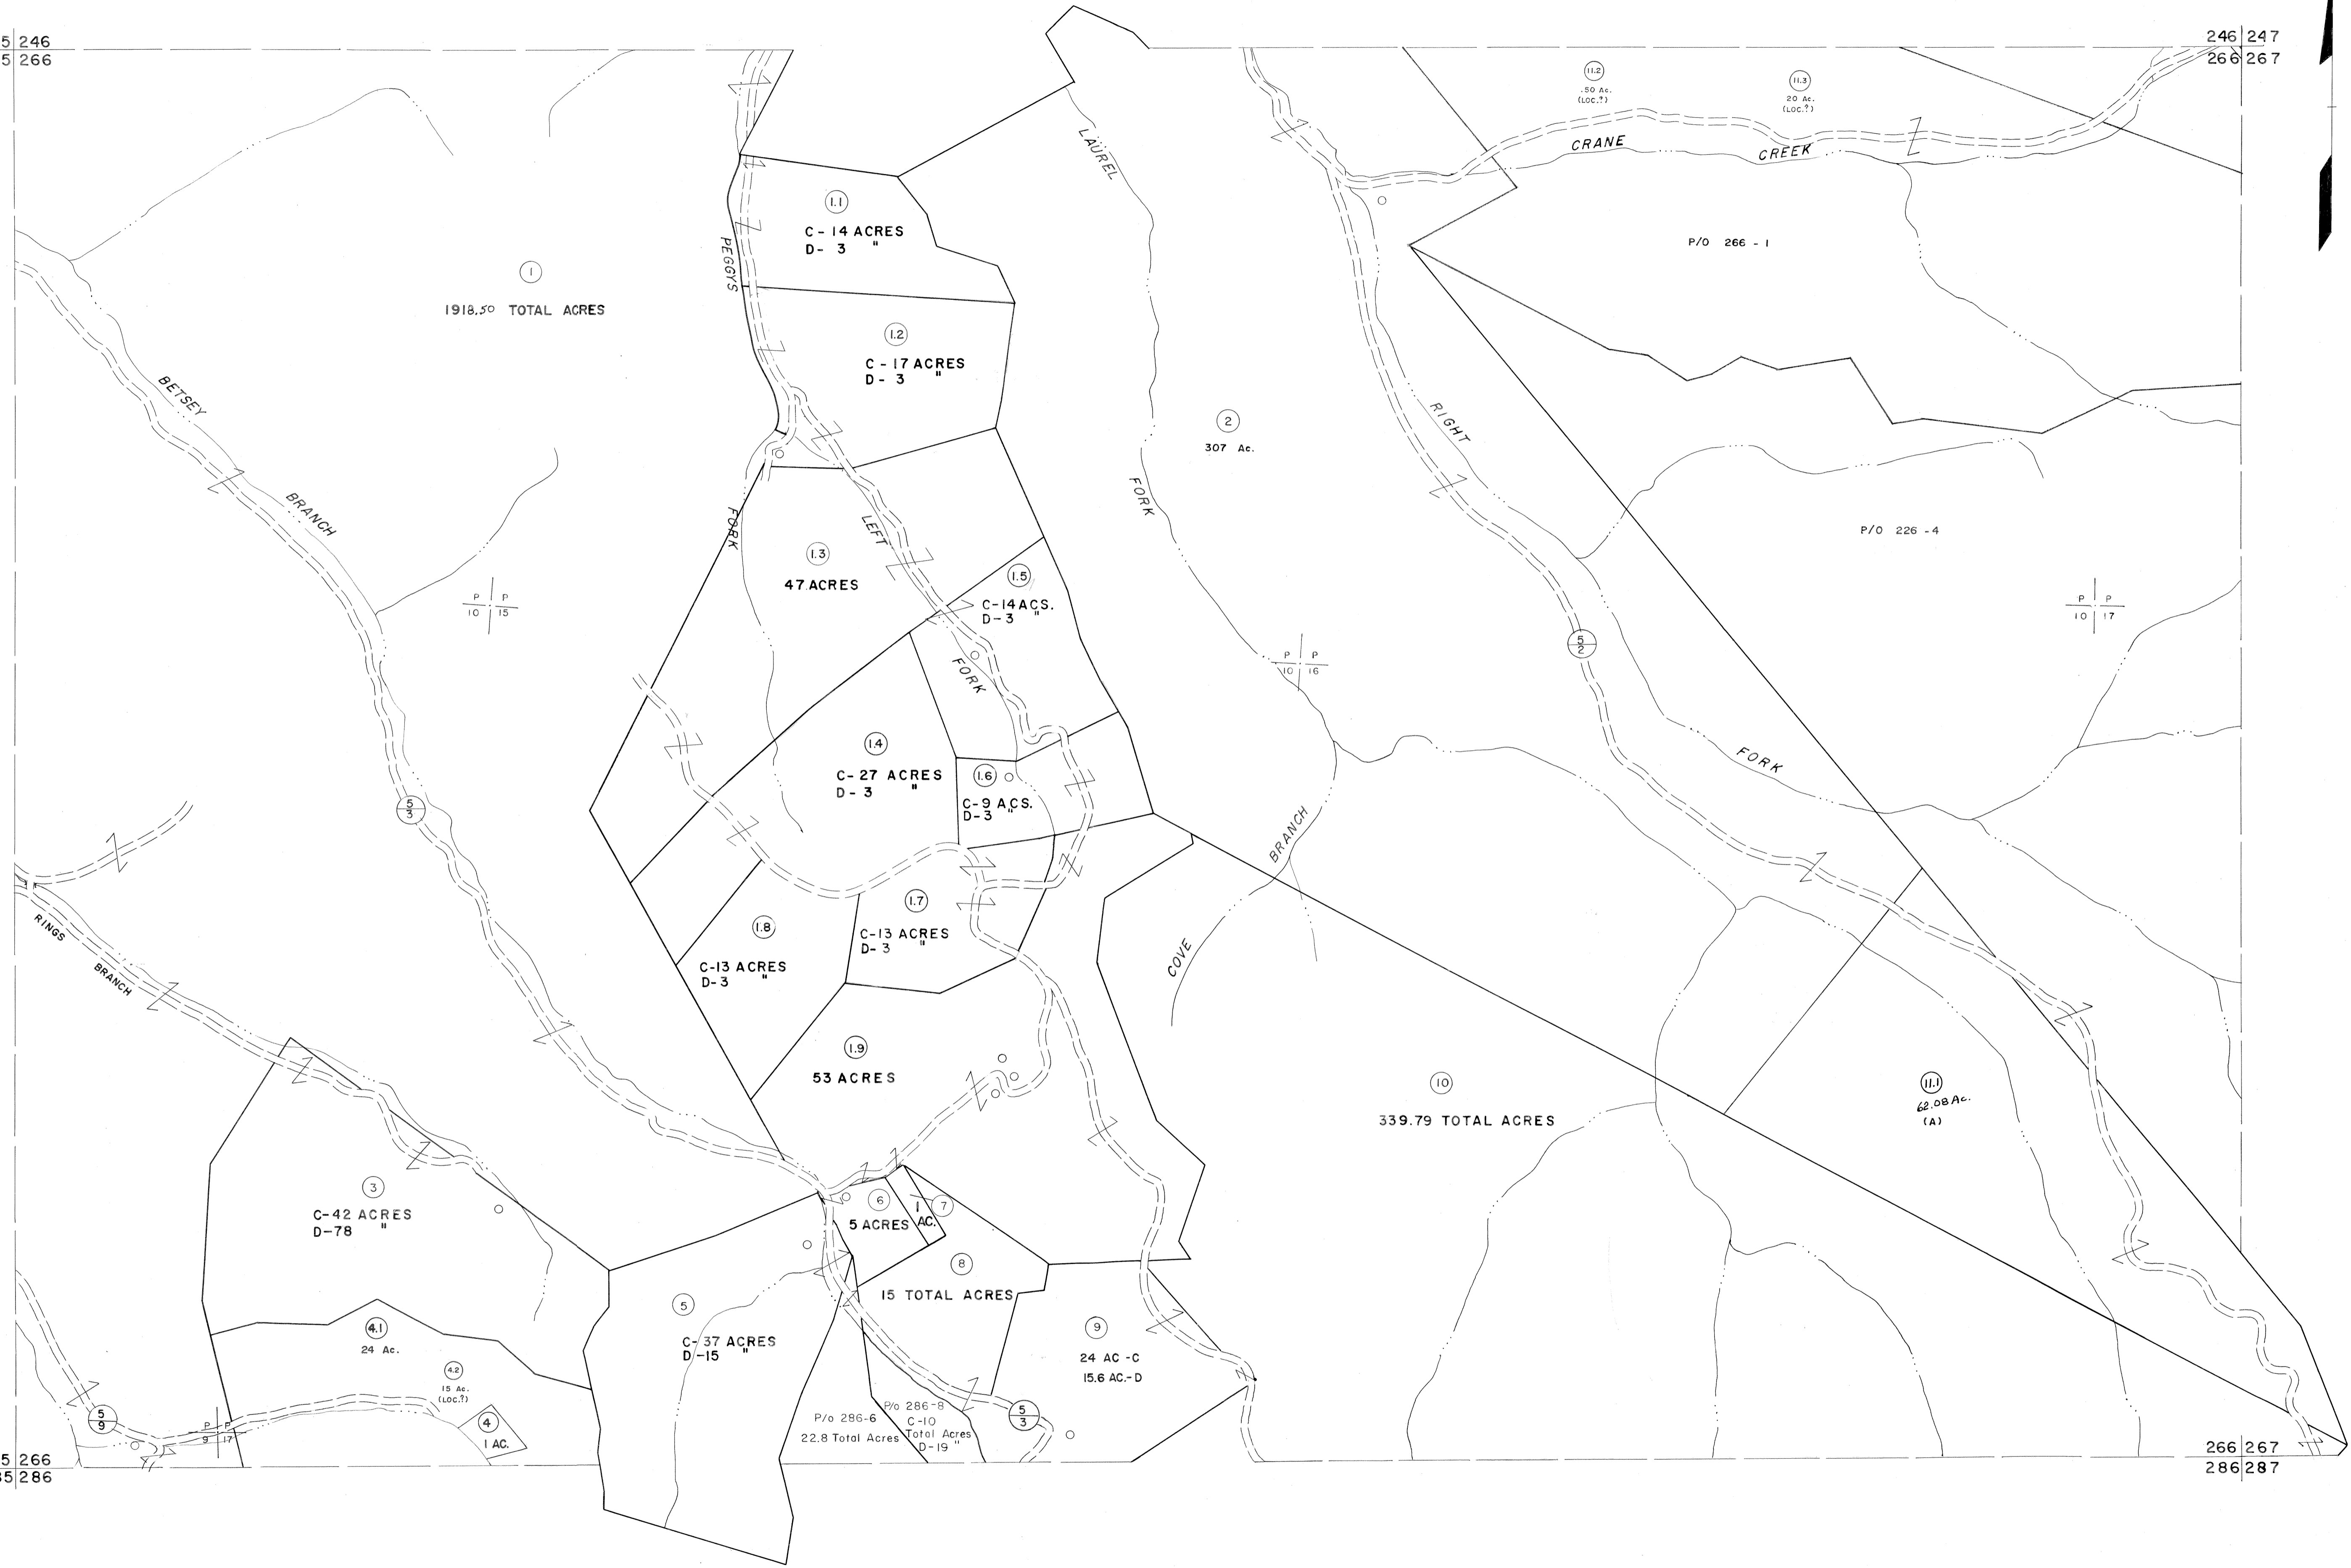 5 246
5 266
246 247
266 267
11.2
.50 Ac.
(LOC.?)
11.3
20 Ac.
(LOC.?)
CRANE
CREEK
LAUREL
1.1
C - 14 ACRES
D - 3 "
PEGGYS
P/O 266 - 1
1
1918.50 TOTAL ACRES
1.2
C - 17 ACRES
D - 3 "
BETSEY
RIGHT
2
307 Ac.
BRANCH
FORK
FORK
LEFT
P/O 226 - 4
1.3
47 ACRES
1.5
C-14 ACS.
D-3 "
P P
10 15
P P
10 17
5
2
FORK
P P
10 16
1.4
C- 27 ACRES
D - 3 "
FORK
1.6
C-9 ACS.
D-3 "
5
3
BRANCH
RINGS
1.7
C-13 ACRES
D- 3 "
1.8
C-13 ACRES
D- 3 "
COVE
BRANCH
1.9
53 ACRES
10
339.79 TOTAL ACRES
11.1
62.08 Ac.
(A)
3
C-42 ACRES
D-78 "
6
5 ACRES
7
1
AC.
8
15 TOTAL ACRES
5
C-37 ACRES
D-15 "
4.1
24 Ac.
9
24 AC -C
15.6 AC.-D
4.2
15 Ac.
(LOC.?)
4
1 AC.
5
9
P P
9 17
P/o 286-6
22.8 Total Acres
P/o 286-8
C-10
Total Acres
D-19 "
5
3
5 266
35 286
266 267
286 287